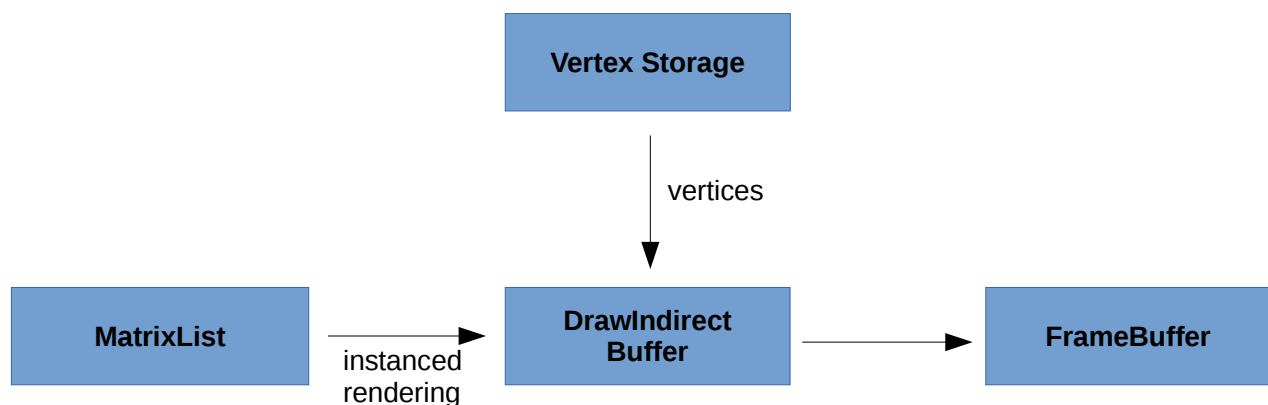 Vertex Storage
vertices
MatrixList
instanced
rendering
DrawIndirect
Buffer
FrameBuffer